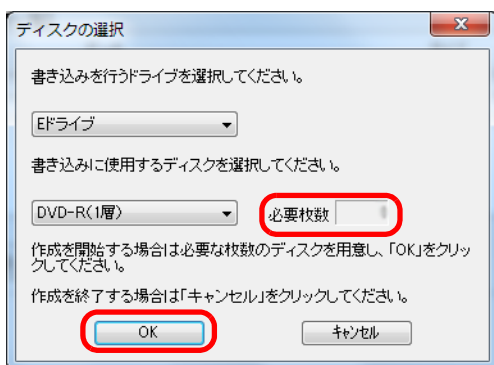 ディスクの選択
書き込みを行うドライブを選択してください。
Eドライブ
書き込みに使用するディスクを選択してください。
DVD-R(1層) 必要枚数
作成を開始する場合は必要な枚数のディスクを用意し、「OK」をクリッ
クしてください。
作成を終了する場合は「キャンセル」をクリックしてください。
OK キャンセル